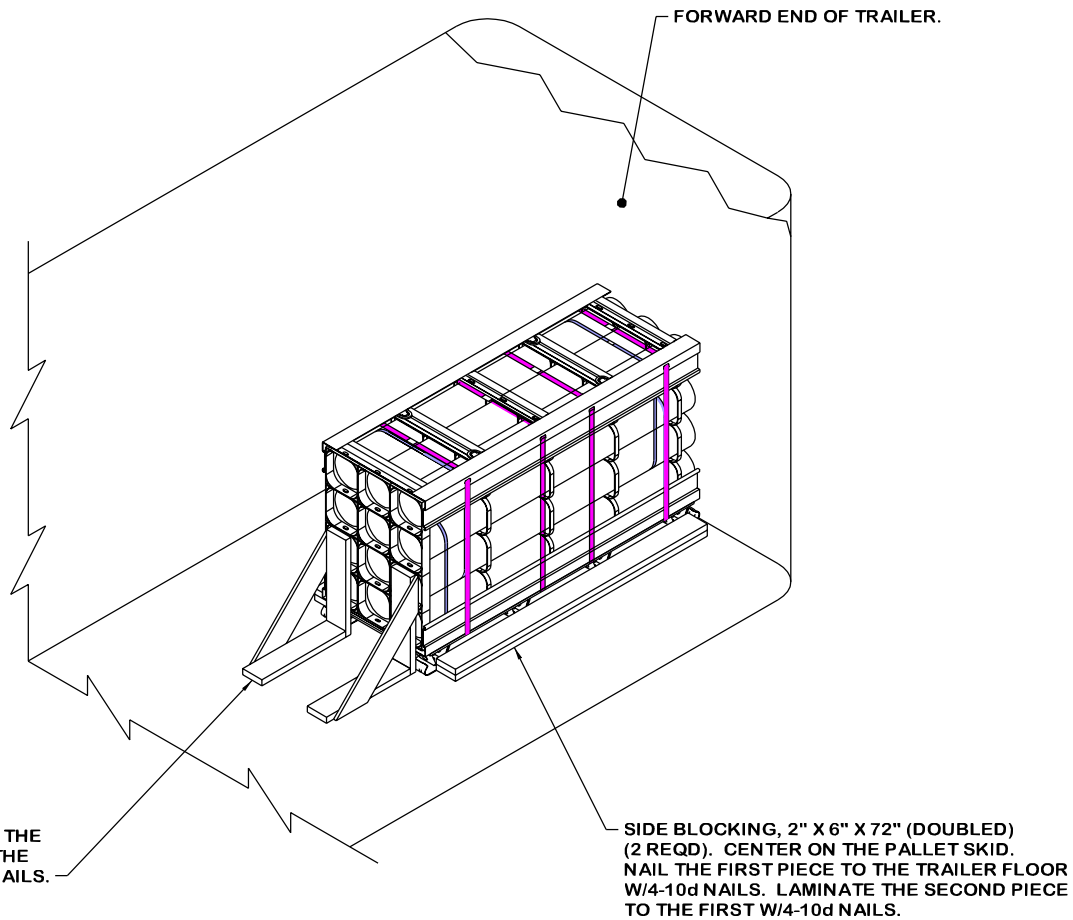 FORWARD END OF TRAILER.
THE
THE
AILS.
SIDE BLOCKING, 2" X 6" X 72" (DOUBLED)
(2 REQD). CENTER ON THE PALLET SKID.
NAIL THE FIRST PIECE TO THE TRAILER FLOOR
W/4-10d NAILS. LAMINATE THE SECOND PIECE
TO THE FIRST W/4-10d NAILS.